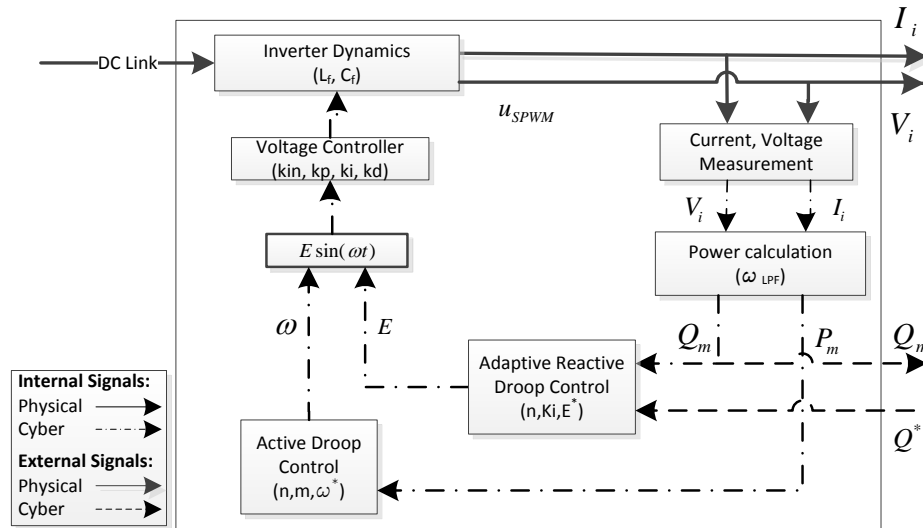 I_i
Inverter Dynamics
(L_f, C_f)
DC Link
u_SPWM
V_i
Voltage Controller
(kin, kp, ki, kd)
Current, Voltage
Measurement
V_i
I_i
E sin(ωt)
Power calculation
(ω LPF)
ω
E
Q_m
P_m
Q_m
Adaptive Reactive
Droop Control
(n,Ki,E*)
Q*
Active Droop
Control
(n,m,ω*)
Internal Signals:
Physical
Cyber
External Signals:
Physical
Cyber